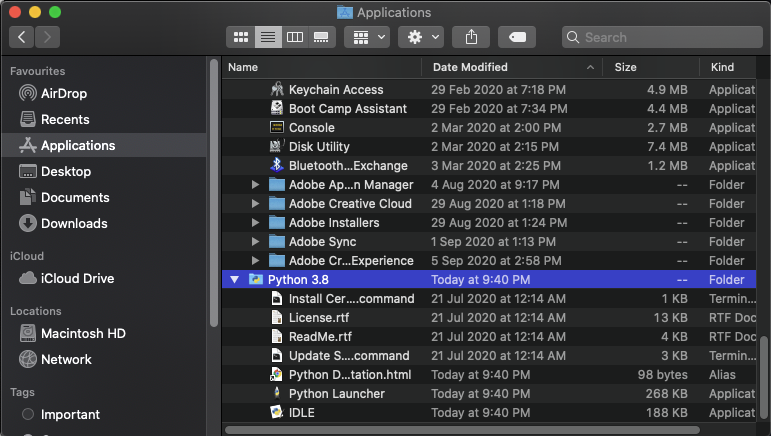 Applications
Search
Favourites
AirDrop
Recents
Applications
Desktop
Documents
Downloads
iCloud
iCloud Drive
Locations
Macintosh HD
Network
Tags
Important
Name Date Modified Size Kind
Keychain Access 29 Feb 2020 at 7:18 PM 4.9 MB Applicat
Boot Camp Assistant 29 Feb 2020 at 7:34 PM 4.4 MB Applicat
Console 2 Mar 2020 at 2:00 PM 2.7 MB Applicat
Disk Utility 2 Mar 2020 at 2:15 PM 7.4 MB Applicat
Bluetooth...Exchange 3 Mar 2020 at 2:25 PM 1.2 MB Applicat
Adobe Ap...n Manager 4 Aug 2020 at 9:17 PM -- Folder
Adobe Creative Cloud 29 Aug 2020 at 1:18 PM -- Folder
Adobe Installers 29 Aug 2020 at 1:24 PM -- Folder
Adobe Sync 1 Sep 2020 at 1:13 PM -- Folder
Adobe Cr...Experience 5 Sep 2020 at 2:58 PM -- Folder
Python 3.8 Today at 9:40 PM -- Folder
Install Cer....command 21 Jul 2020 at 12:14 AM 1 KB Termin...
License.rtf 21 Jul 2020 at 12:14 AM 13 KB RTF Doc
ReadMe.rtf 21 Jul 2020 at 12:14 AM 4 KB RTF Doc
Update S....command 21 Jul 2020 at 12:14 AM 3 KB Termin...
Python D...tation.html Today at 9:40 PM 98 bytes Alias
Python Launcher Today at 9:40 PM 268 KB Applicat
IDLE Today at 9:40 PM 188 KB Applicat